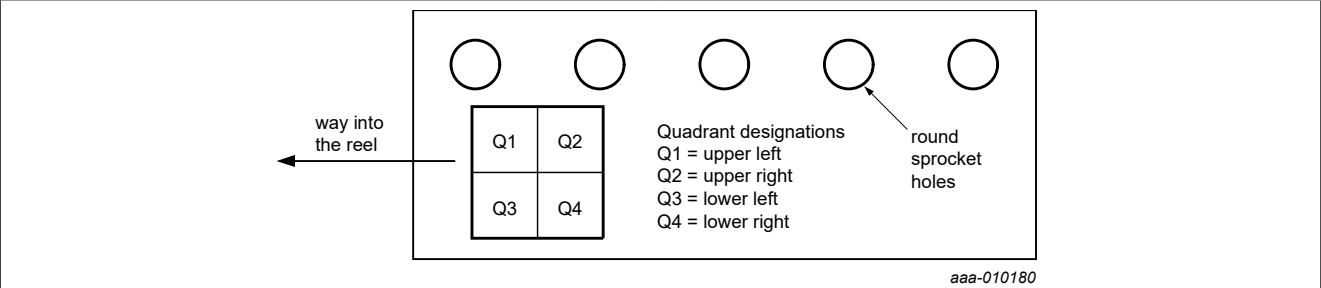 way into
the reel
Q1
Q2
Q3
Q4
Quadrant designations
Q1 = upper left
Q2 = upper right
Q3 = lower left
Q4 = lower right
round
sprocket
holes
aaa-010180